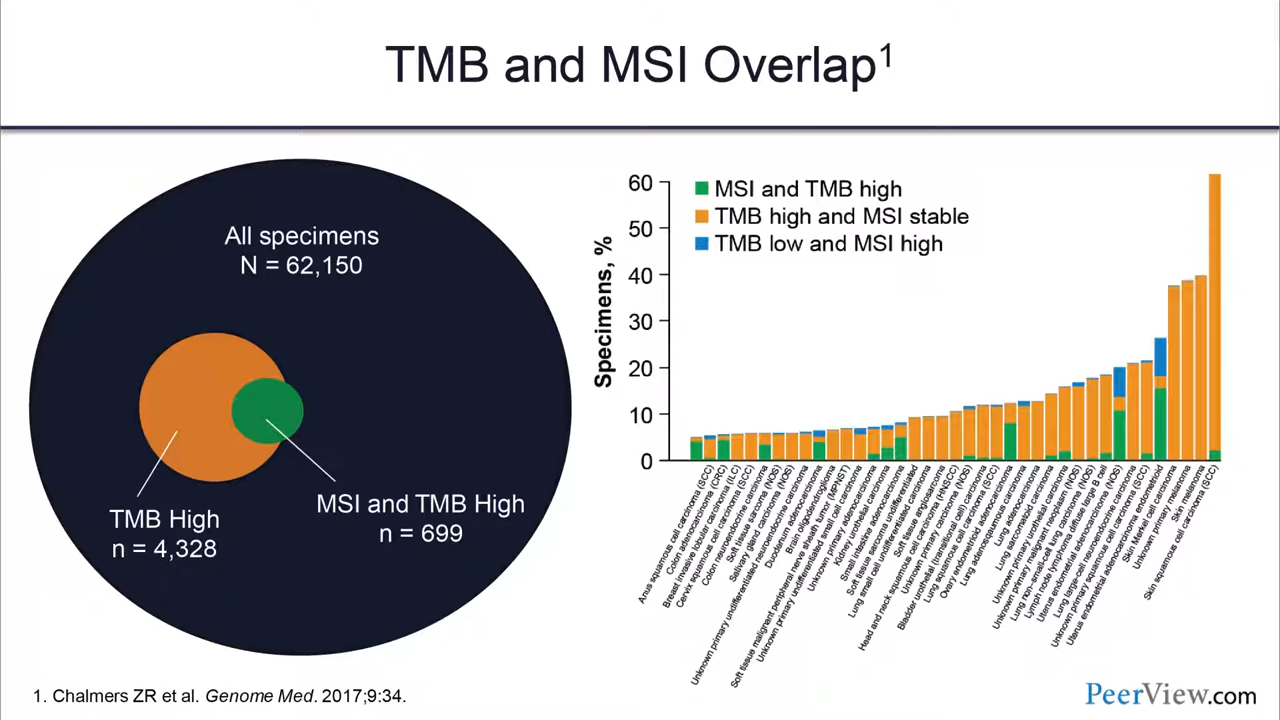 TMB and MSI Overlap1
All specimens
N = 62,150
TMB High
n = 4,328
MSI and TMB High
n = 699
MSI and TMB high
TMB high and MSI stable
TMB low and MSI high
Specimens, %
60
50
40
30
20
10
0
Anus squamous cell carcinoma (SCC)
Colon adenocarcinoma (CRC)
Breast invasive lobular carcinoma (ILC)
Cervix squamous cell carcinoma (SCC)
Colon neuroendocrine carcinoma
Soft tissue sarcoma (NOS)
Salivary gland carcinoma (NOS)
Unknown primary undifferentiated neuroendocrine carcinoma
Duodenum adenocarcinoma
Brain oligodendroglioma
Soft tissue malignant peripheral nerve sheath tumor (MPNST)
Unknown primary undifferentiated small cell carcinoma
Unknown primary adenocarcinoma
Kidney urothelial carcinoma
Small intestine adenocarcinoma
Soft tissue sarcoma undifferentiated
Lung small cell undifferentiated carcinoma
Soft tissue angiosarcoma
Head and neck squamous cell carcinoma (HNSCC)
Unknown primary carcinoma (NOS)
Bladder urothelial (transitional cell) carcinoma
Lung squamous cell carcinoma (SCC)
Ovary endometrioid adenocarcinoma
Lung adenosquamous carcinoma
Lung adenocarcinoma
Lung sarcomatoid carcinoma
Unknown primary urothelial carcinoma
Unknown primary malignant neoplasm (NOS)
Lung non–small-cell lung carcinoma (NOS)
Lymph node lymphoma diffuse large B cell
Uterus endometrial adenocarcinoma (NOS)
Lung large-cell neuroendocrine carcinoma
Unknown primary squamous cell carcinoma (SCC)
Uterus endometrial adenocarcinoma endometrioid
Skin Merkel cell carcinoma
Unknown primary melanoma
Skin melanoma
Skin squamous cell carcinoma (SCC)
1. Chalmers ZR et al. Genome Med. 2017;9:34.
PeerView.com